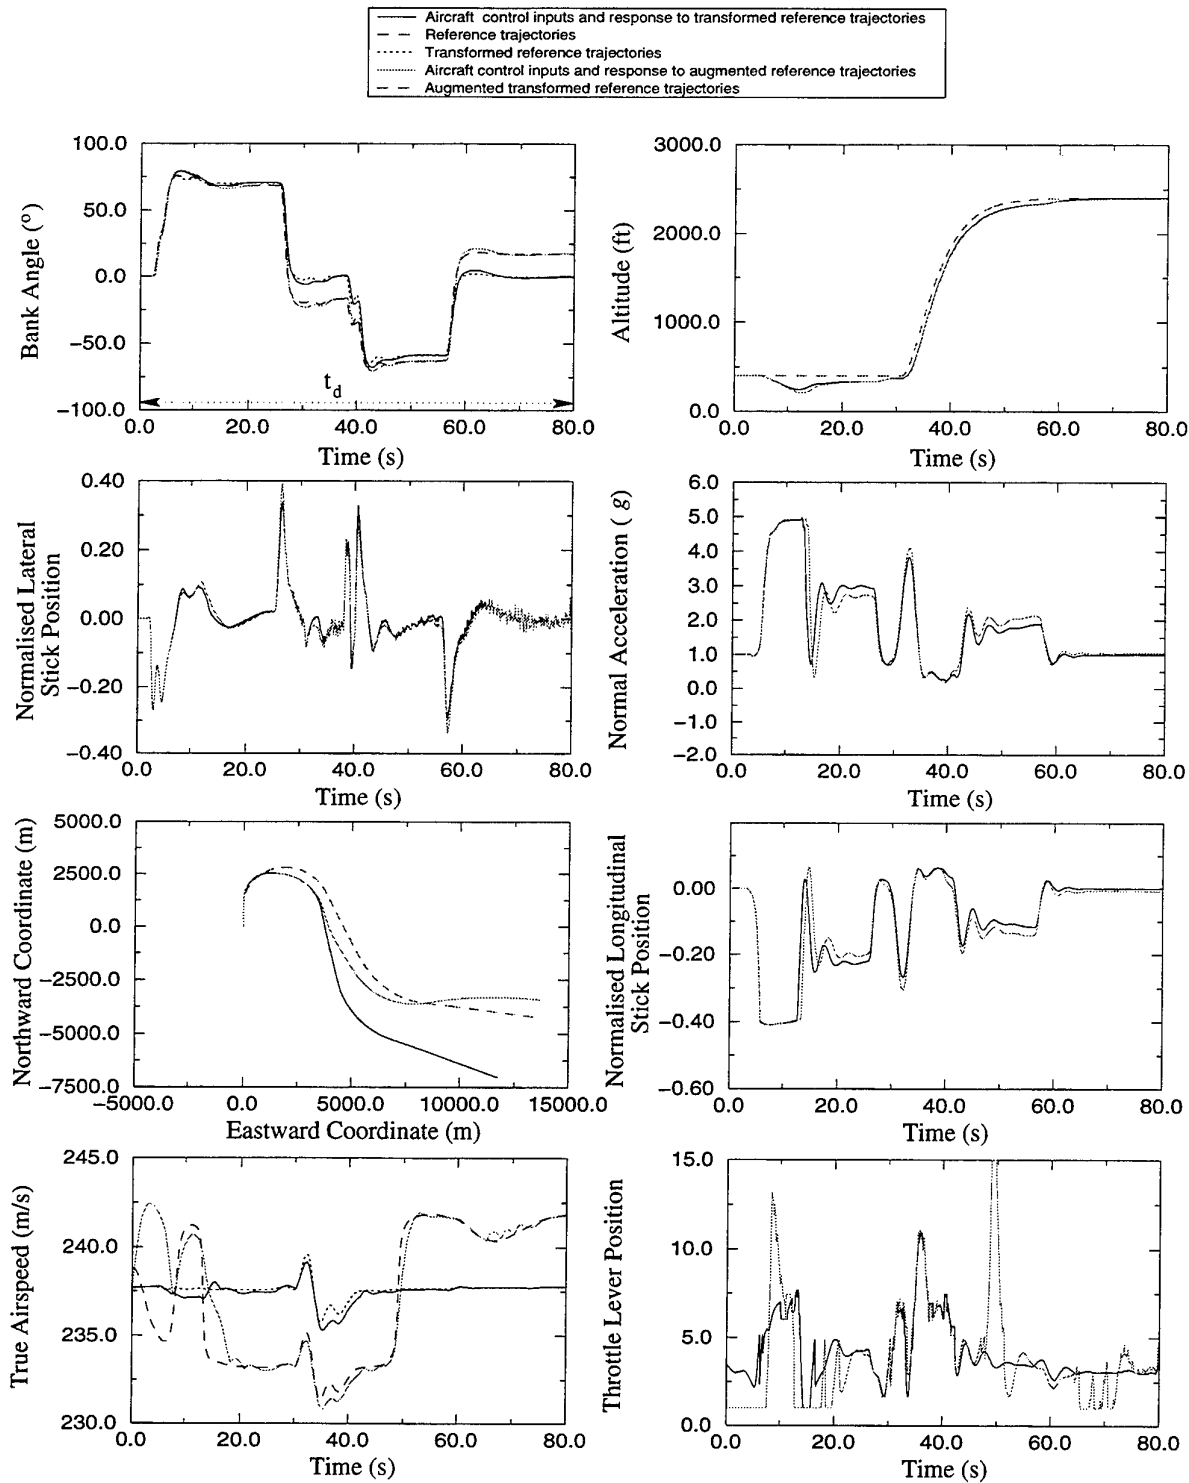 Aircraft control inputs and response to transformed reference trajectories
Reference trajectories
Transformed reference trajectories
Aircraft control inputs and response to augmented reference trajectories
Augmented transformed reference trajectories
100.0
50.0
0.0
−50.0
−100.0
Bank Angle (°)
t_d
0.0 20.0 40.0 60.0 80.0
Time (s)
3000.0
2000.0
1000.0
0.0
Altitude (ft)
0.0 20.0 40.0 60.0 80.0
Time (s)
0.40
0.20
0.00
−0.20
−0.40
Normalised Lateral
Stick Position
0.0 20.0 40.0 60.0 80.0
Time (s)
6.0
5.0
4.0
3.0
2.0
1.0
0.0
−1.0
−2.0
Normal Acceleration ( g)
0.0 20.0 40.0 60.0 80.0
Time (s)
5000.0
2500.0
0.0
−2500.0
−5000.0
−7500.0
Northward Coordinate (m)
−5000.0 0.0 5000.0 10000.0 15000.0
Eastward Coordinate (m)
0.00
−0.20
−0.40
−0.60
Normalised Longitudinal
Stick Position
0.0 20.0 40.0 60.0 80.0
Time (s)
245.0
240.0
235.0
230.0
True Airspeed (m/s)
0.0 20.0 40.0 60.0 80.0
Time (s)
15.0
10.0
5.0
0.0
Throttle Lever Position
0.0 20.0 40.0 60.0 80.0
Time (s)